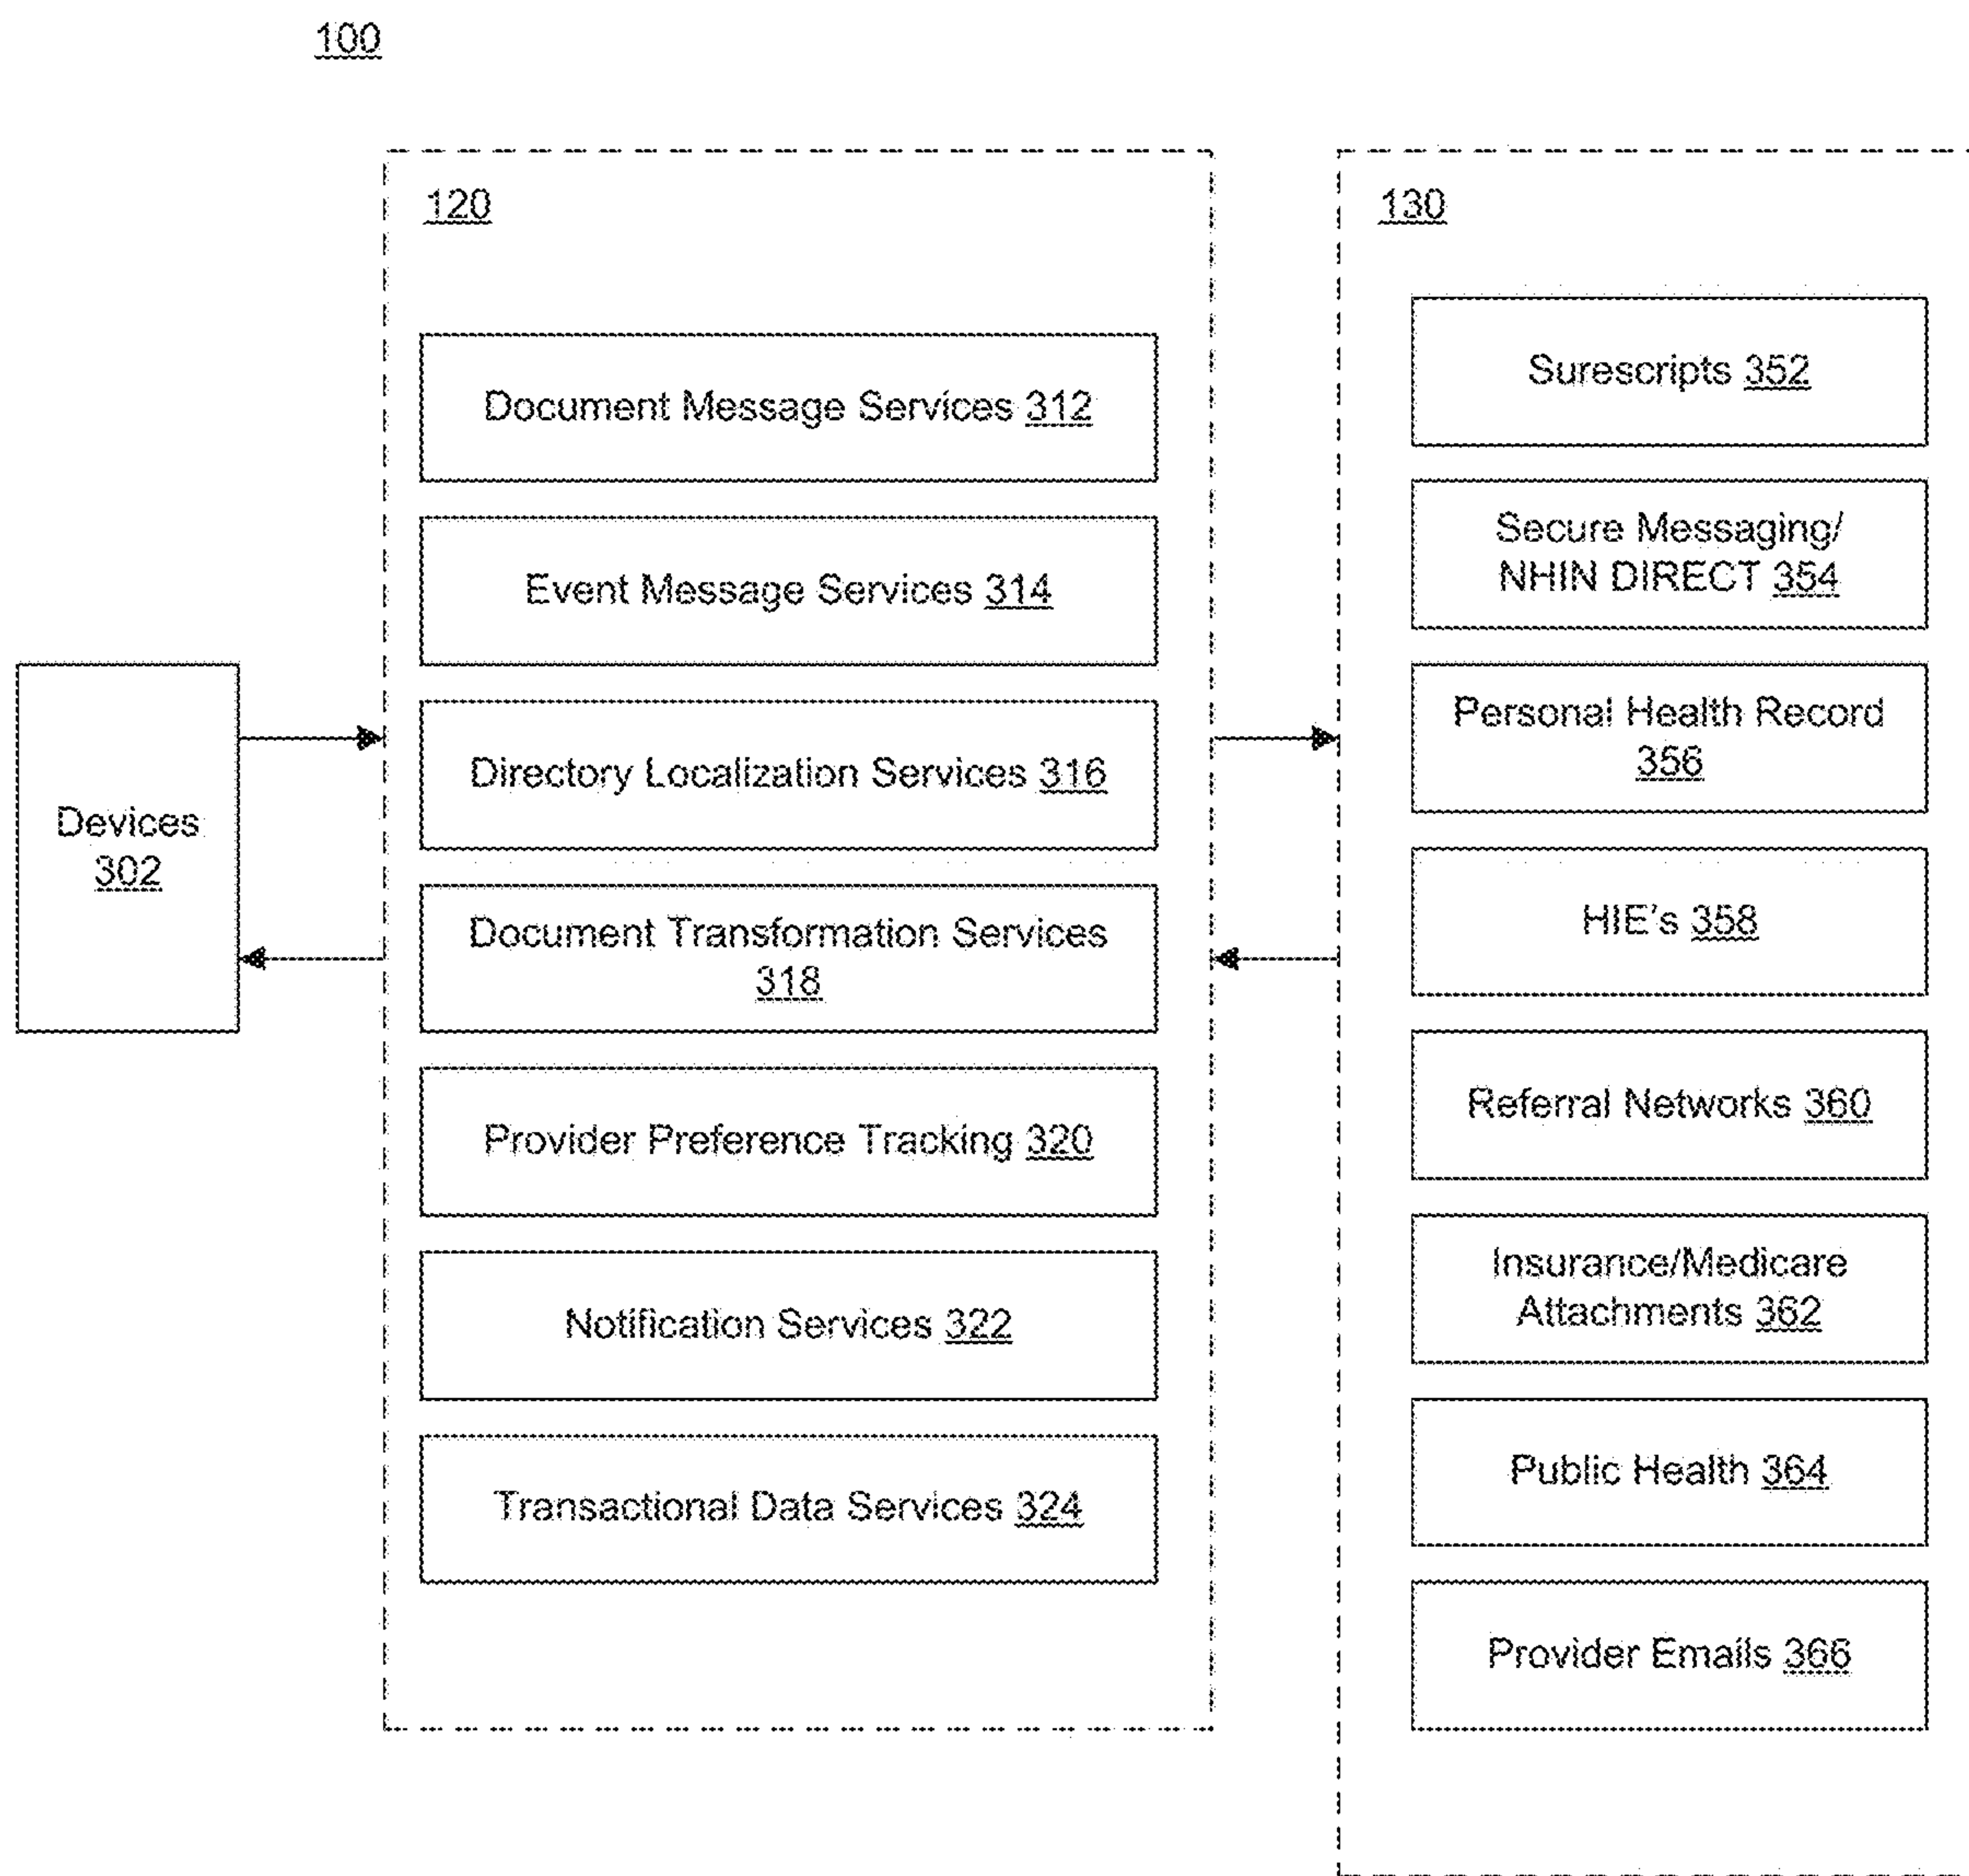 100
120
130
Document Message Services 312
Event Message Services 314
Directory Localization Services 316
Document Transformation Services
318
Provider Preference Tracking 320
Notification Services 322
Transactional Data Services 324
Devices
302
Surescripts 352
Secure Messaging/
NHIN DIRECT 354
Personal Health Record
356
HIE's 358
Referral Networks 360
Insurance/Medicare
Attachments 362
Public Health 364
Provider Emails 366